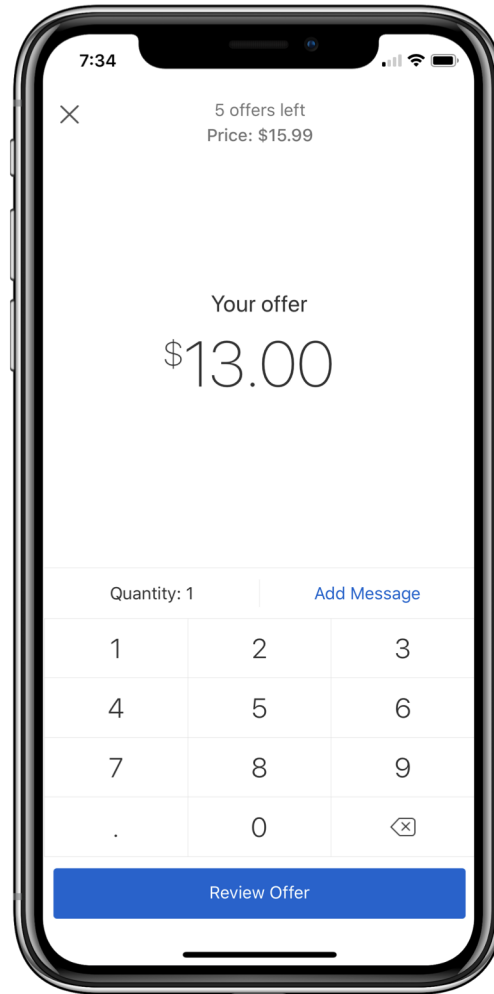 7:34
5 offers left
Price: $15.99
Your offer
$13.00
Quantity: 1
Add Message
1 2 3
4 5 6
7 8 9
. 0
Review Offer